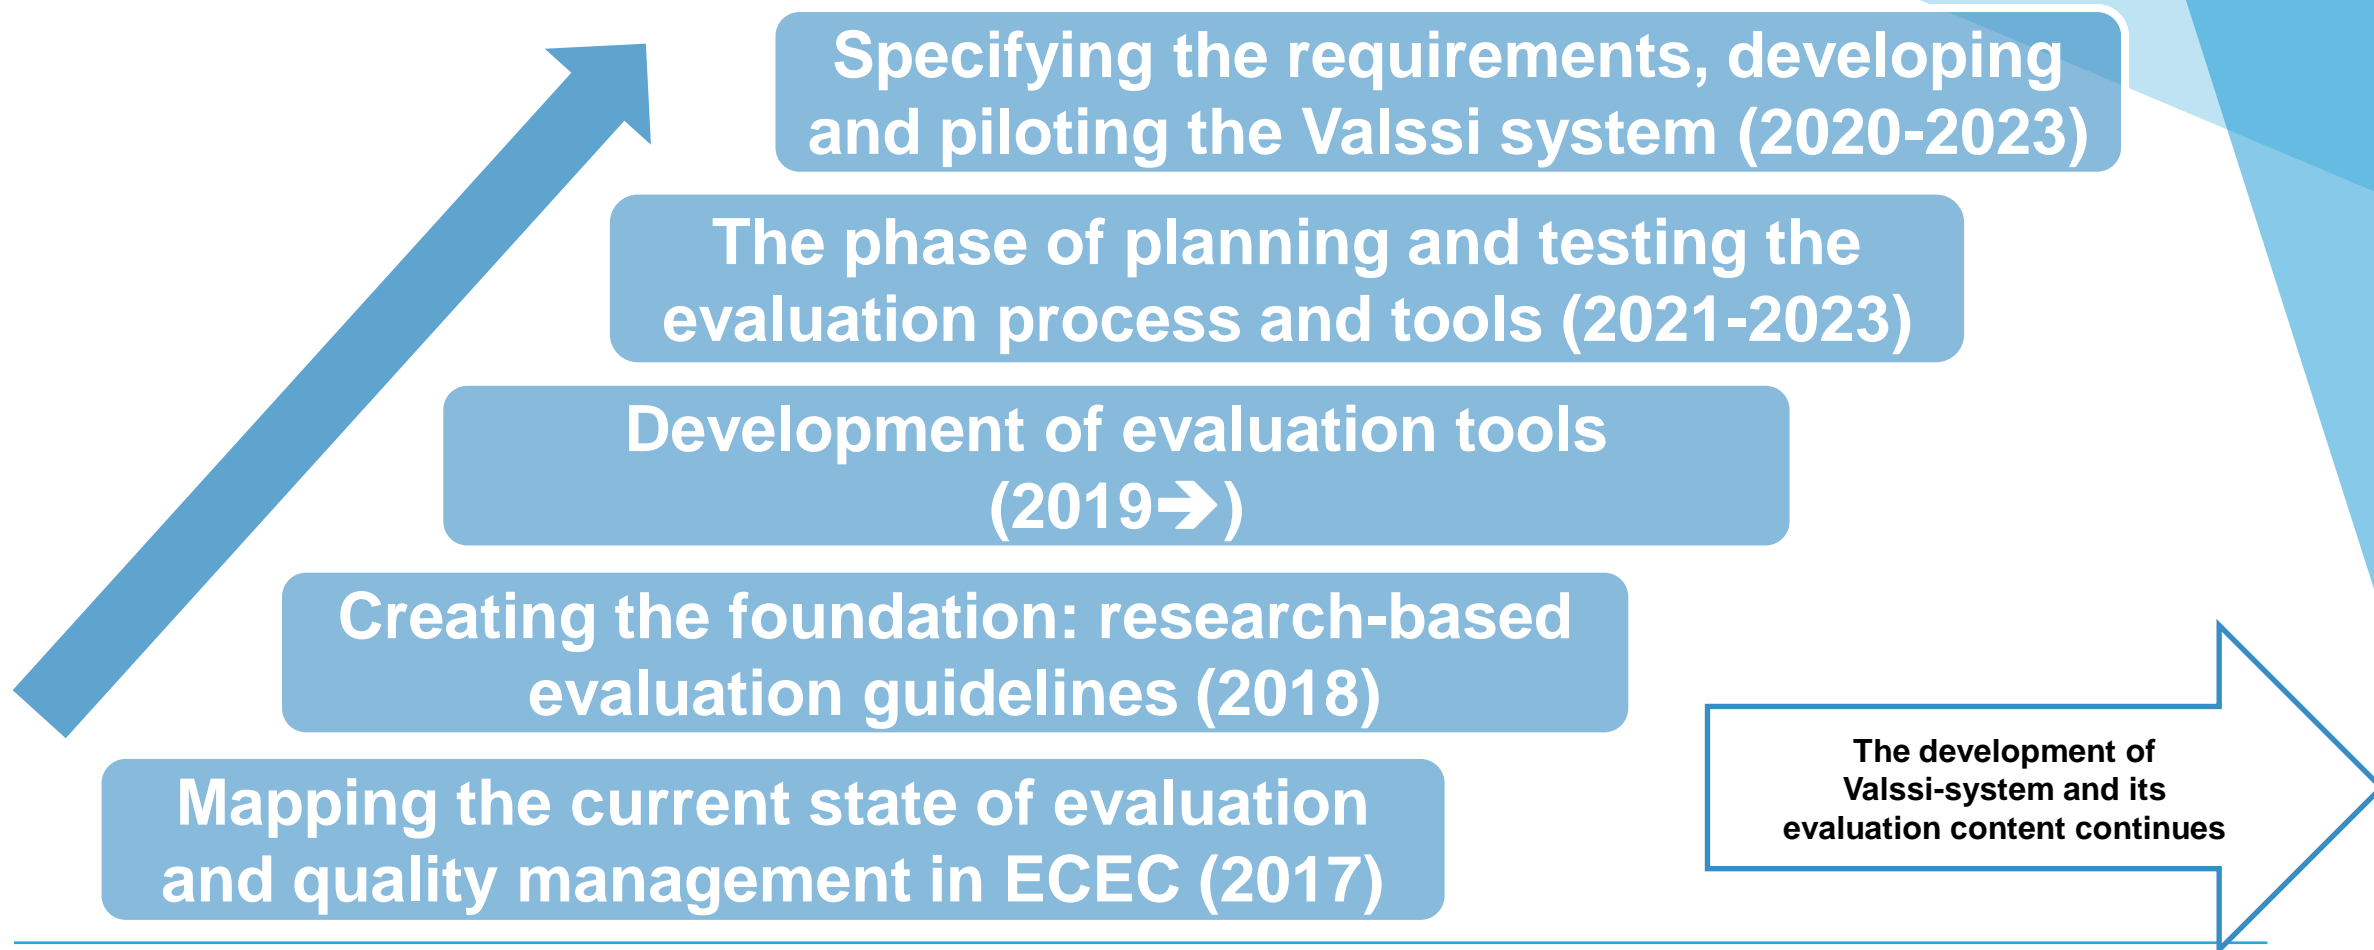 Specifying the requirements, developing
and piloting the Valssi system (2020-2023)
The phase of planning and testing the
evaluation process and tools (2021-2023)
Development of evaluation tools
(2019➔)
Creating the foundation: research-based
evaluation guidelines (2018)
Mapping the current state of evaluation
and quality management in ECEC (2017)
The development of
Valssi-system and its
evaluation content continues